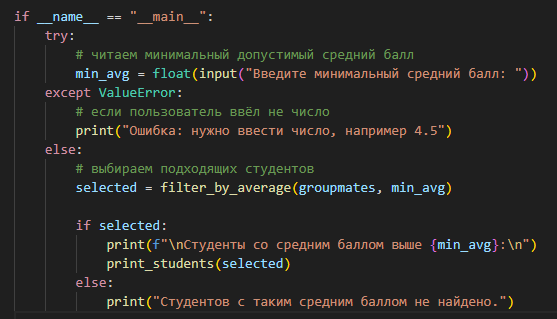 if __name__ == "__main__":
    try:
        # читаем минимальный допустимый средний балл
        min_avg = float(input("Введите минимальный средний балл: "))
    except ValueError:
        # если пользователь ввёл не число
        print("Ошибка: нужно ввести число, например 4.5")
    else:
        # выбираем подходящих студентов
        selected = filter_by_average(groupmates, min_avg)

        if selected:
            print(f"\nСтуденты со средним баллом выше {min_avg}:\n")
            print_students(selected)
        else:
            print("Студентов с таким средним баллом не найдено.")